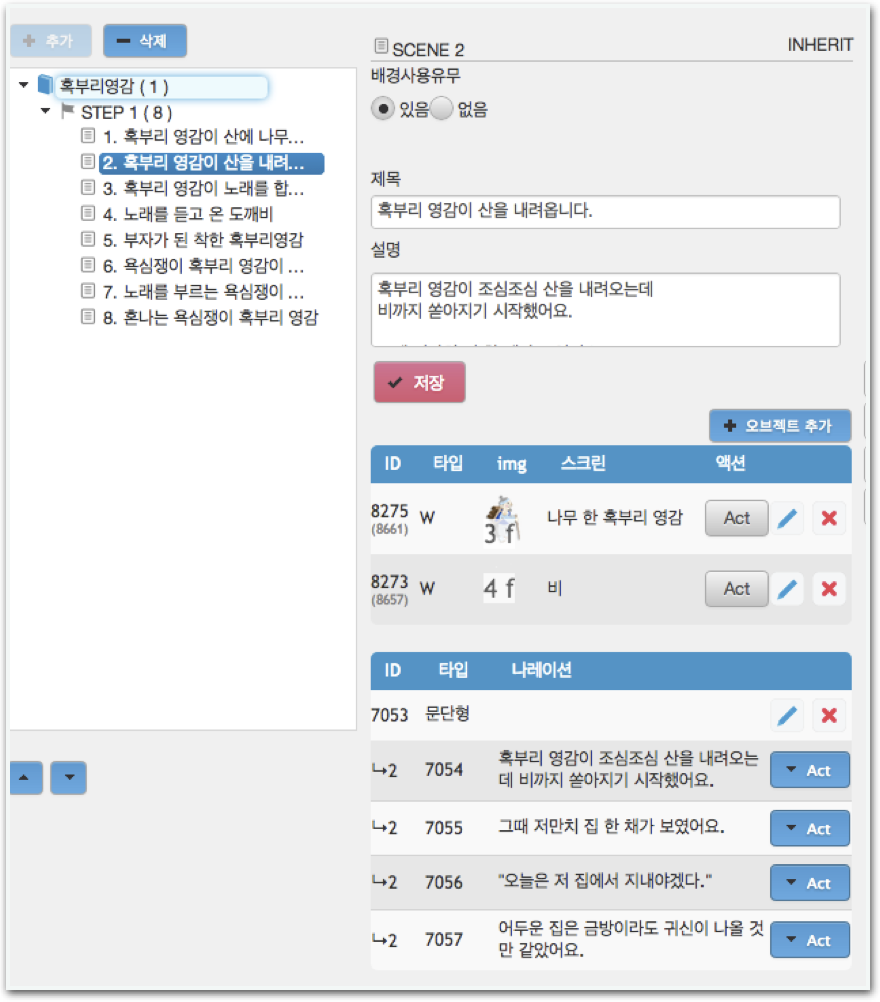 추가
삭제
혹부리영감 ( 1 )
STEP 1 ( 8 )
1. 혹부리 영감이 산에 나무...
2. 혹부리 영감이 산을 내려...
3. 혹부리 영감이 노래를 합...
4. 노래를 듣고 온 도깨비
5. 부자가 된 착한 혹부리영감
6. 욕심쟁이 혹부리 영감이 ...
7. 노래를 부르는 욕심쟁이 ...
8. 혼나는 욕심쟁이 혹부리 영감
SCENE 2 INHERIT
배경사용유무
있음 없음
제목
혹부리 영감이 산을 내려옵니다.
설명
혹부리 영감이 조심조심 산을 내려오는데
비까지 쏟아지기 시작했어요.
저장
오브젝트 추가
ID 타입 img 스크린 액션
8275 W 3 f 나무 한 혹부리 영감 Act
(8661)
8273 W 4 f 비 Act
(8657)
ID 타입 나레이션
7053 문단형
↳2 7054 혹부리 영감이 조심조심 산을 내려오는 Act
데 비까지 쏟아지기 시작했어요.
↳2 7055 그때 저만치 집 한 채가 보였어요. Act
↳2 7056 "오늘은 저 집에서 지내야겠다." Act
↳2 7057 어두운 집은 금방이라도 귀신이 나올 것 Act
만 같았어요.